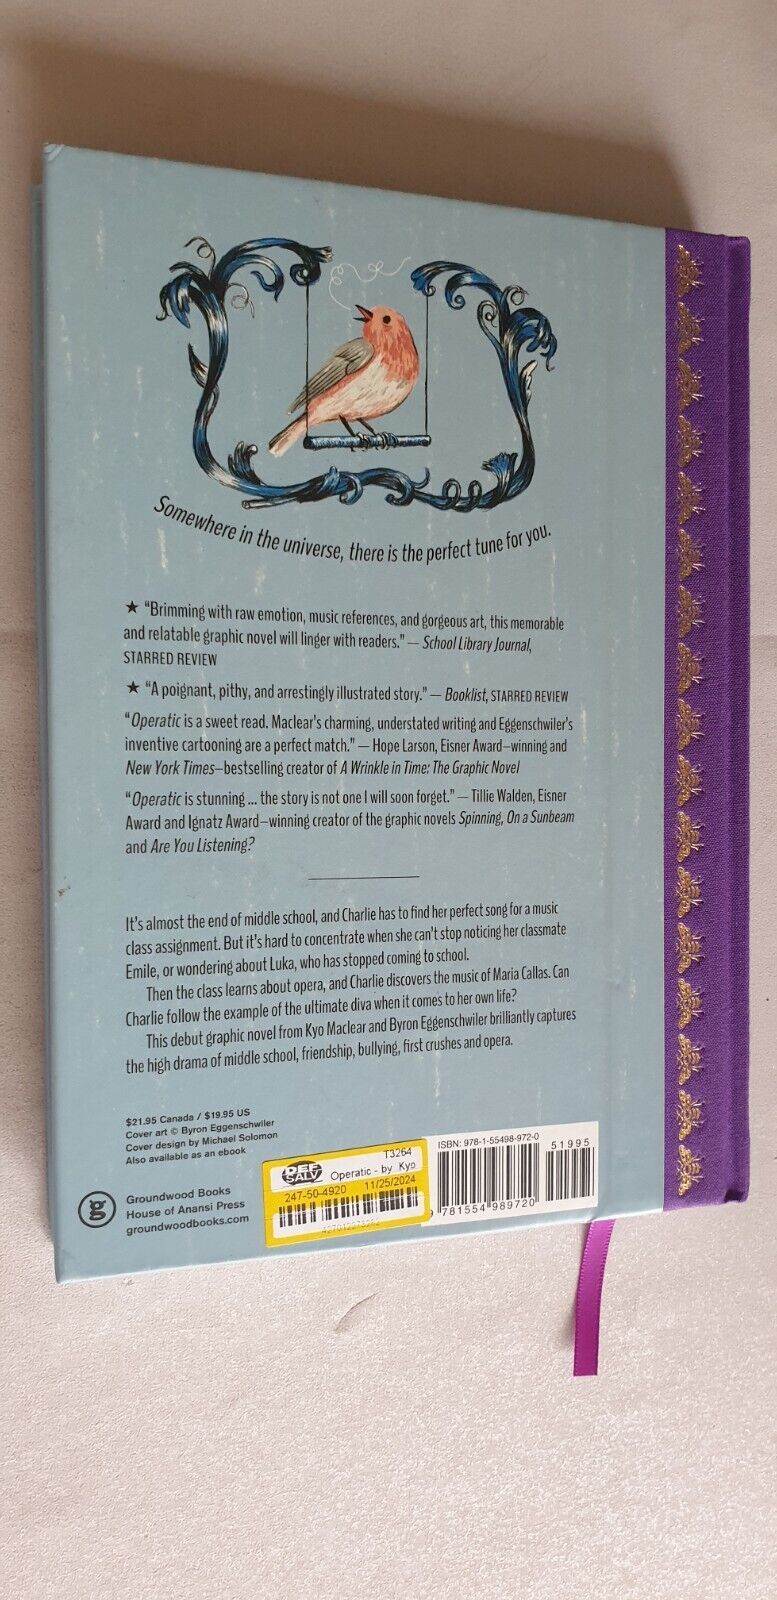 Somewhere in the universe, there is the perfect tune for you.
★ “Brimming with raw emotion, music references, and gorgeous art, this memorable
and relatable graphic novel will linger with readers.” — School Library Journal,
STARRED REVIEW
★ “A poignant, pithy, and arrestingly illustrated story.” — Booklist, STARRED REVIEW
“Operatic is a sweet read. Maclear's charming, understated writing and Eggenschwiler's
inventive cartooning are a perfect match.” — Hope Larson, Eisner Award–winning and
New York Times–bestselling creator of A Wrinkle in Time: The Graphic Novel
“Operatic is stunning ... the story is not one I will soon forget.” — Tillie Walden, Eisner
Award and Ignatz Award–winning creator of the graphic novels Spinning, On a Sunbeam
and Are You Listening?
It's almost the end of middle school, and Charlie has to find her perfect song for a music
class assignment. But it's hard to concentrate when she can't stop noticing her classmate
Emile, or wondering about Luka, who has stopped coming to school.
Then the class learns about opera, and Charlie discovers the music of Maria Callas. Can
Charlie follow the example of the ultimate diva when it comes to her own life?
This debut graphic novel from Kyo Maclear and Byron Eggenschwiler brilliantly captures
the high drama of middle school, friendship, bullying, first crushes and opera.
$21.95 Canada / $19.95 US
Cover art © Byron Eggenschwiler
Cover design by Michael Solomon
Also available as an ebook
g
Groundwood Books
House of Anansi Press
groundwoodbooks.com
DEE SALV
T3264
Operatic - by Kyo
247-50-4920 11/25/2024
ISBN: 978-1-55498-972-0
51995
9 781554 989720